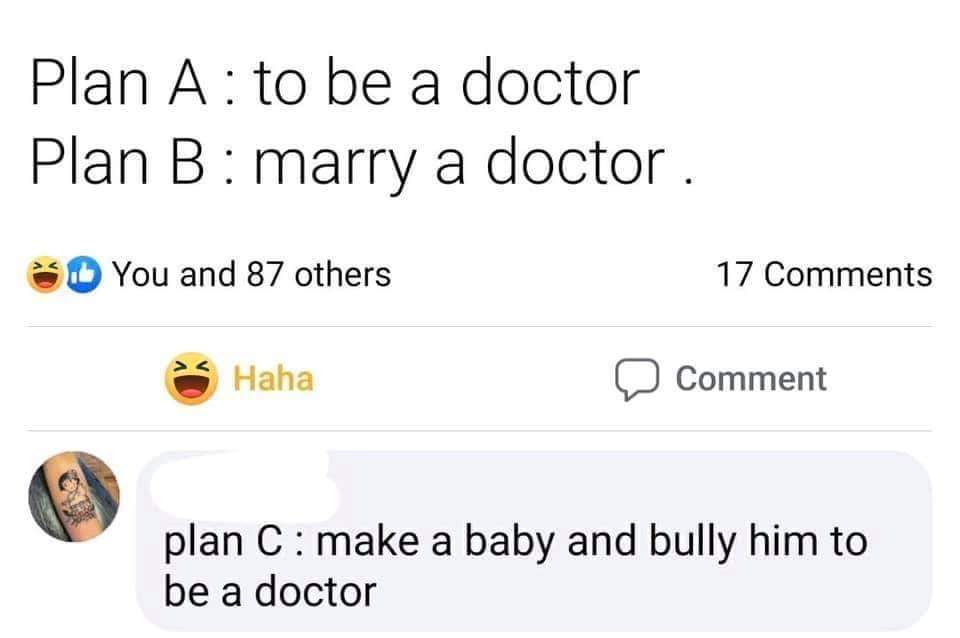 Plan A : to be a doctor
Plan B : marry a doctor .
You and 87 others
17 Comments
Haha
Comment
plan C : make a baby and bully him to
be a doctor